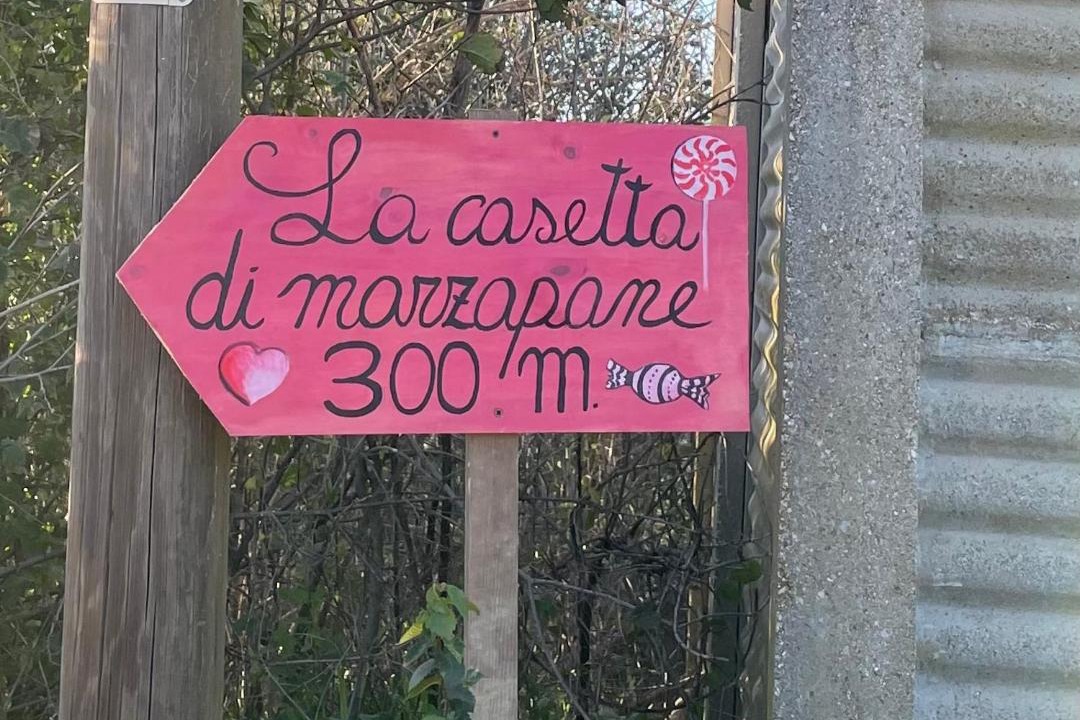 La casetta
di marzapane
300 m.